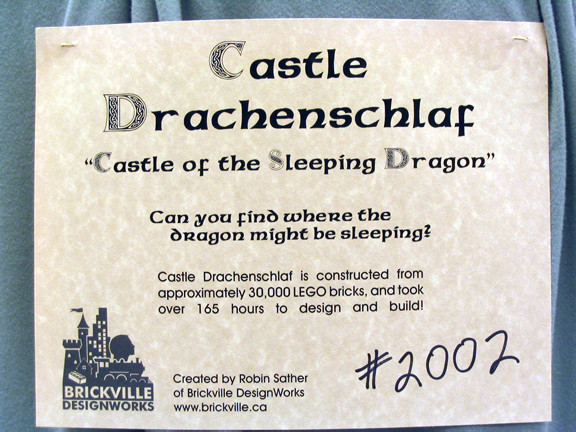 Castle
Drachenschlaf
“Castle of the Sleeping Dragon”
Can you find where the
dragon might be sleeping?
Castle Drachenschlaf is constructed from
approximately 30,000 LEGO bricks, and took
over 165 hours to design and build!
BRICKVILLE
DESIGNWORKS
Created by Robin Sather
of Brickville DesignWorks
www.brickville.ca
#2002